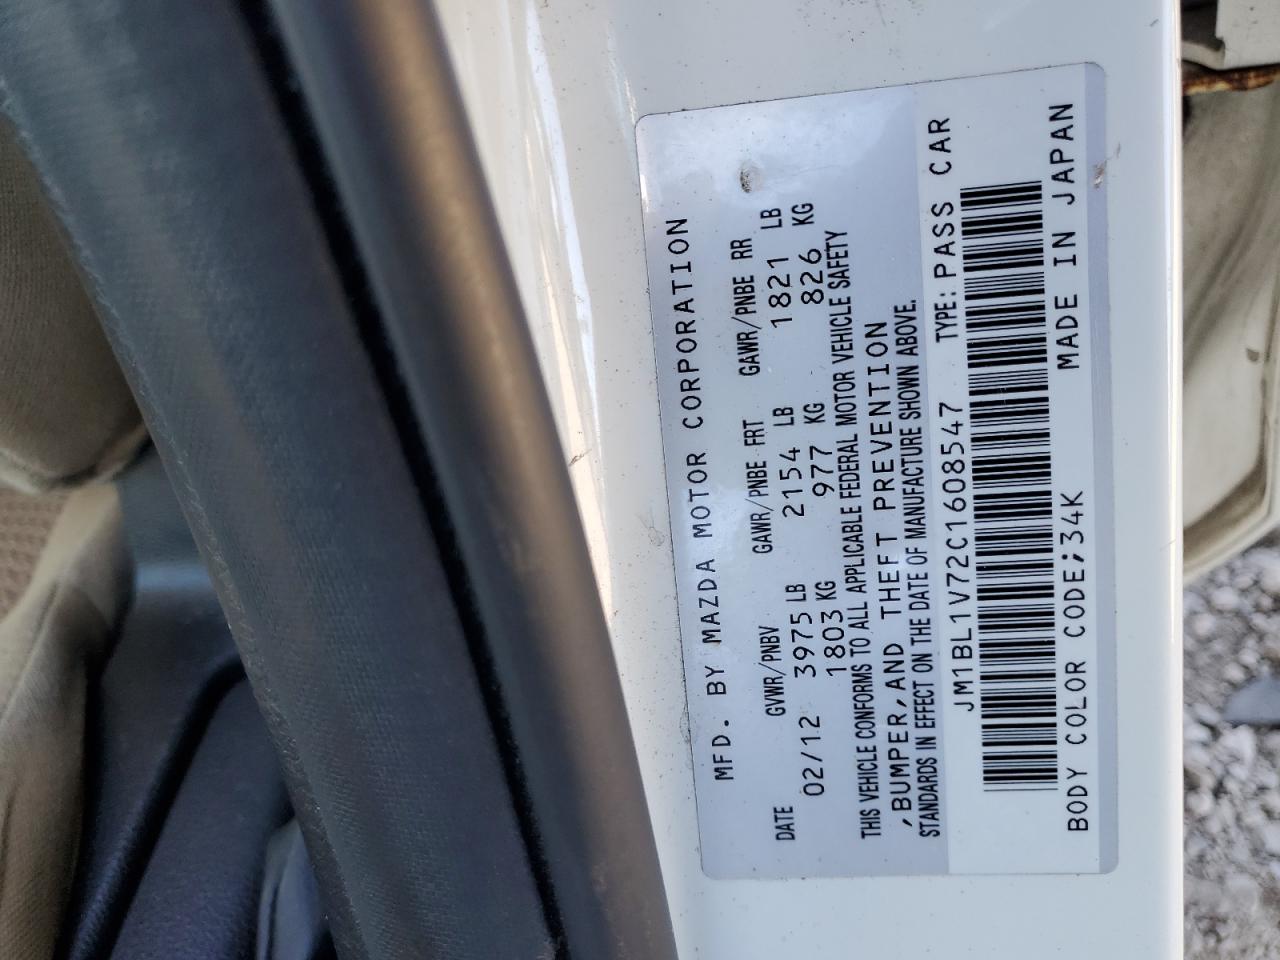 MFD. BY MAZDA MOTOR CORPORATION
DATE GVWR/PNBV GAWR/PNBE FRT GAWR/PNBE RR
02/12 3975 LB 2154 LB 1821 LB
1803 KG 977 KG 826 KG
THIS VEHICLE CONFORMS TO ALL APPLICABLE FEDERAL MOTOR VEHICLE SAFETY
,BUMPER,AND THEFT PREVENTION
STANDARDS IN EFFECT ON THE DATE OF MANUFACTURE SHOWN ABOVE.
JM1BL1V72C1608547 TYPE: PASS CAR
BODY COLOR CODE;34K MADE IN JAPAN